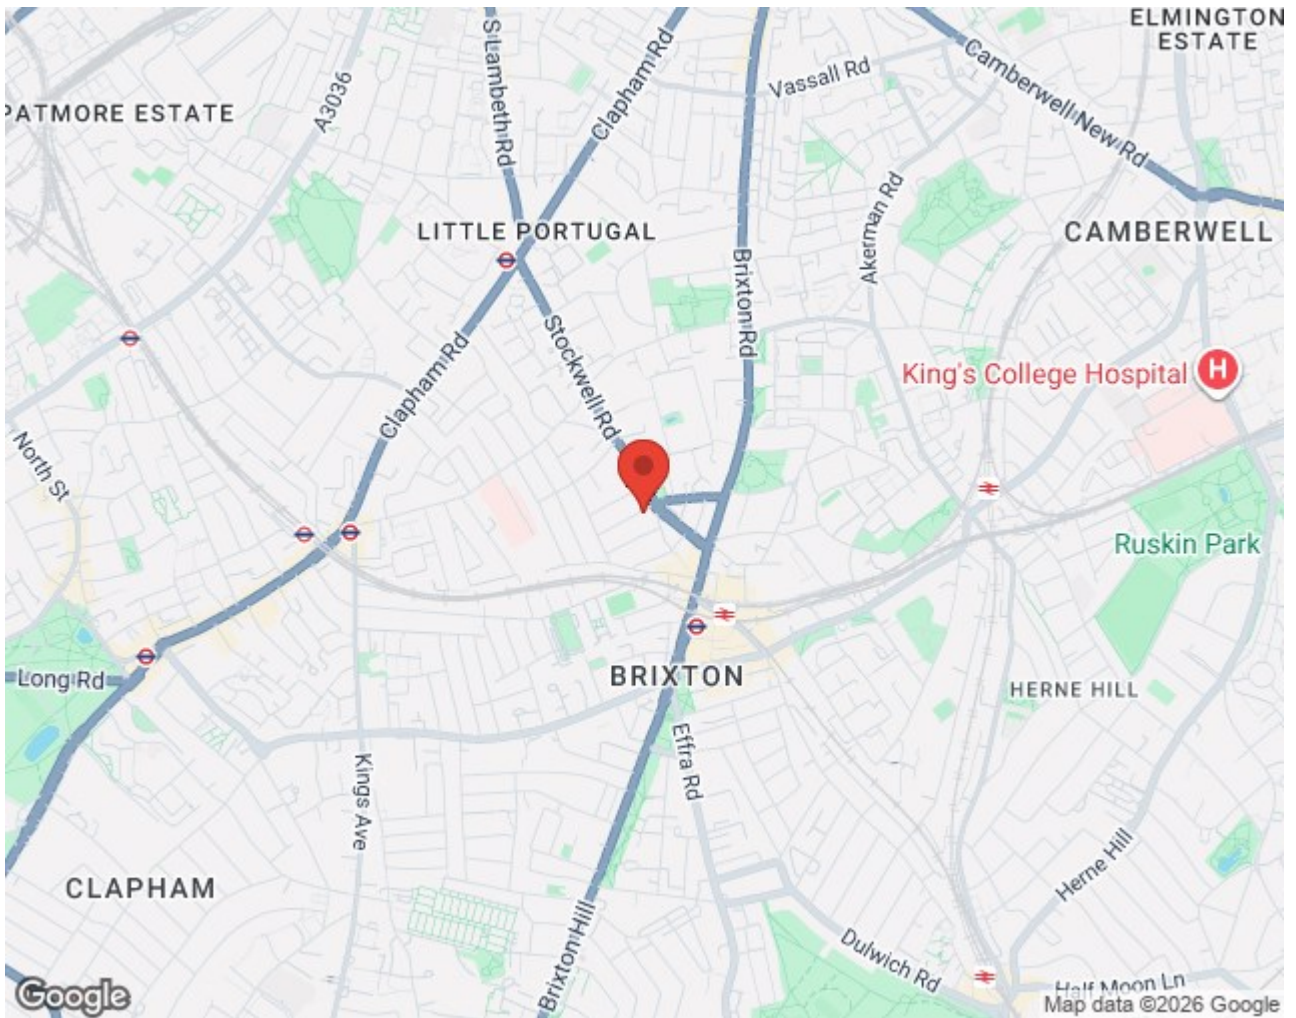 ELMINGTON
ESTATE
S Lambeth Rd
Clapham Rd
Vassall Rd
Camberwell New Rd
A3036
PATMORE ESTATE
Akerman Rd
LITTLE PORTUGAL
CAMBERWELL
Brixton Rd
Stockwell Rd
Clapham Rd
King's College Hospital
H
North St
Ruskin Park
Long Rd
BRIXTON
HERNE HILL
Effra Rd
Kings Ave
CLAPHAM
Herne Hill
Brixton Hill
Dulwich Rd
Half Moon Ln
Google
Map data ©2026 Google